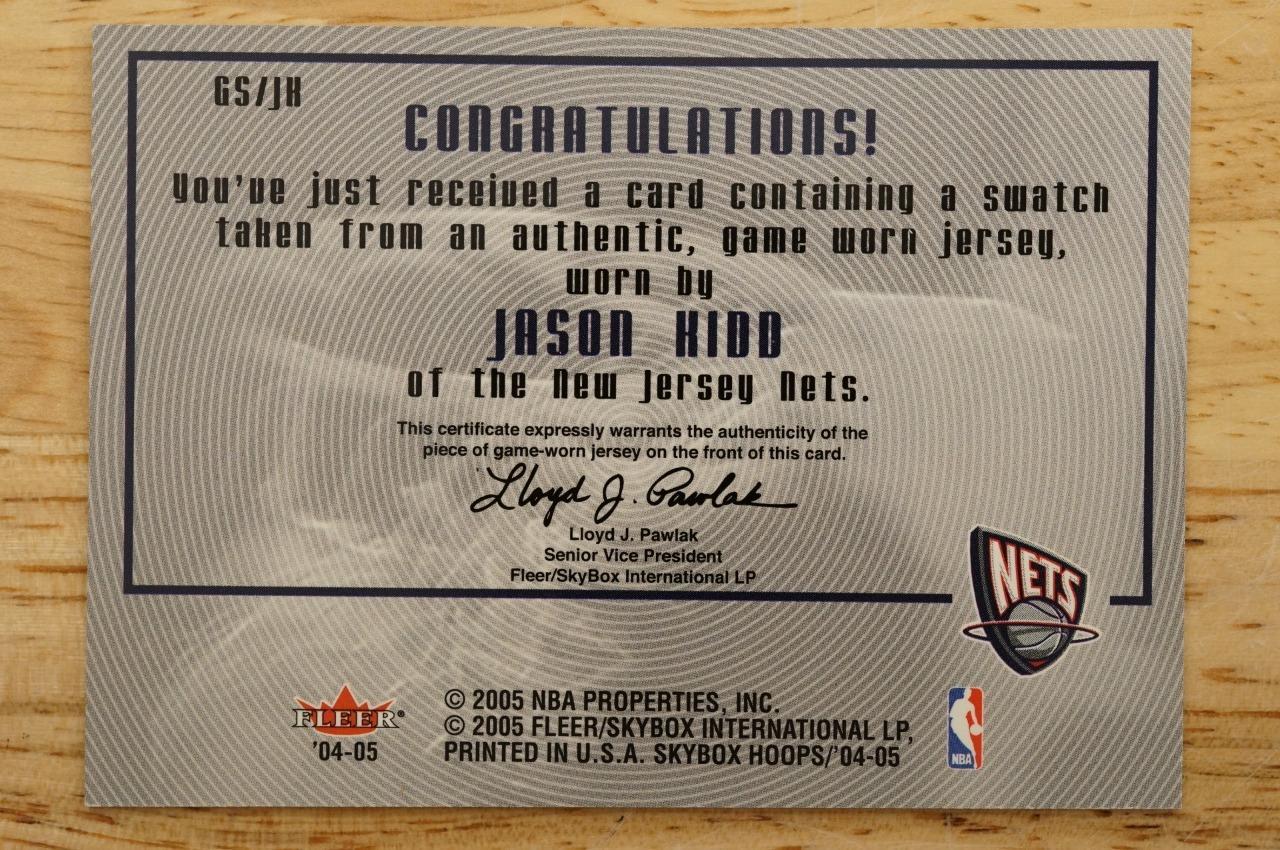 GS/JK
CONGRATULATIONS!
You've just received a card containing a swatch
taken from an authentic, game worn jersey,
worn by
JASON KIDD
of the New Jersey Nets.
This certificate expressly warrants the authenticity of the
piece of game-worn jersey on the front of this card.
Lloyd J. Pawlak
Lloyd J. Pawlak
Senior Vice President
Fleer/SkyBox International LP
NETS
FLEER®
'04-05
© 2005 NBA PROPERTIES, INC.
© 2005 FLEER/SKYBOX INTERNATIONAL LP,
PRINTED IN U.S.A. SKYBOX HOOPS/'04-05
NBA